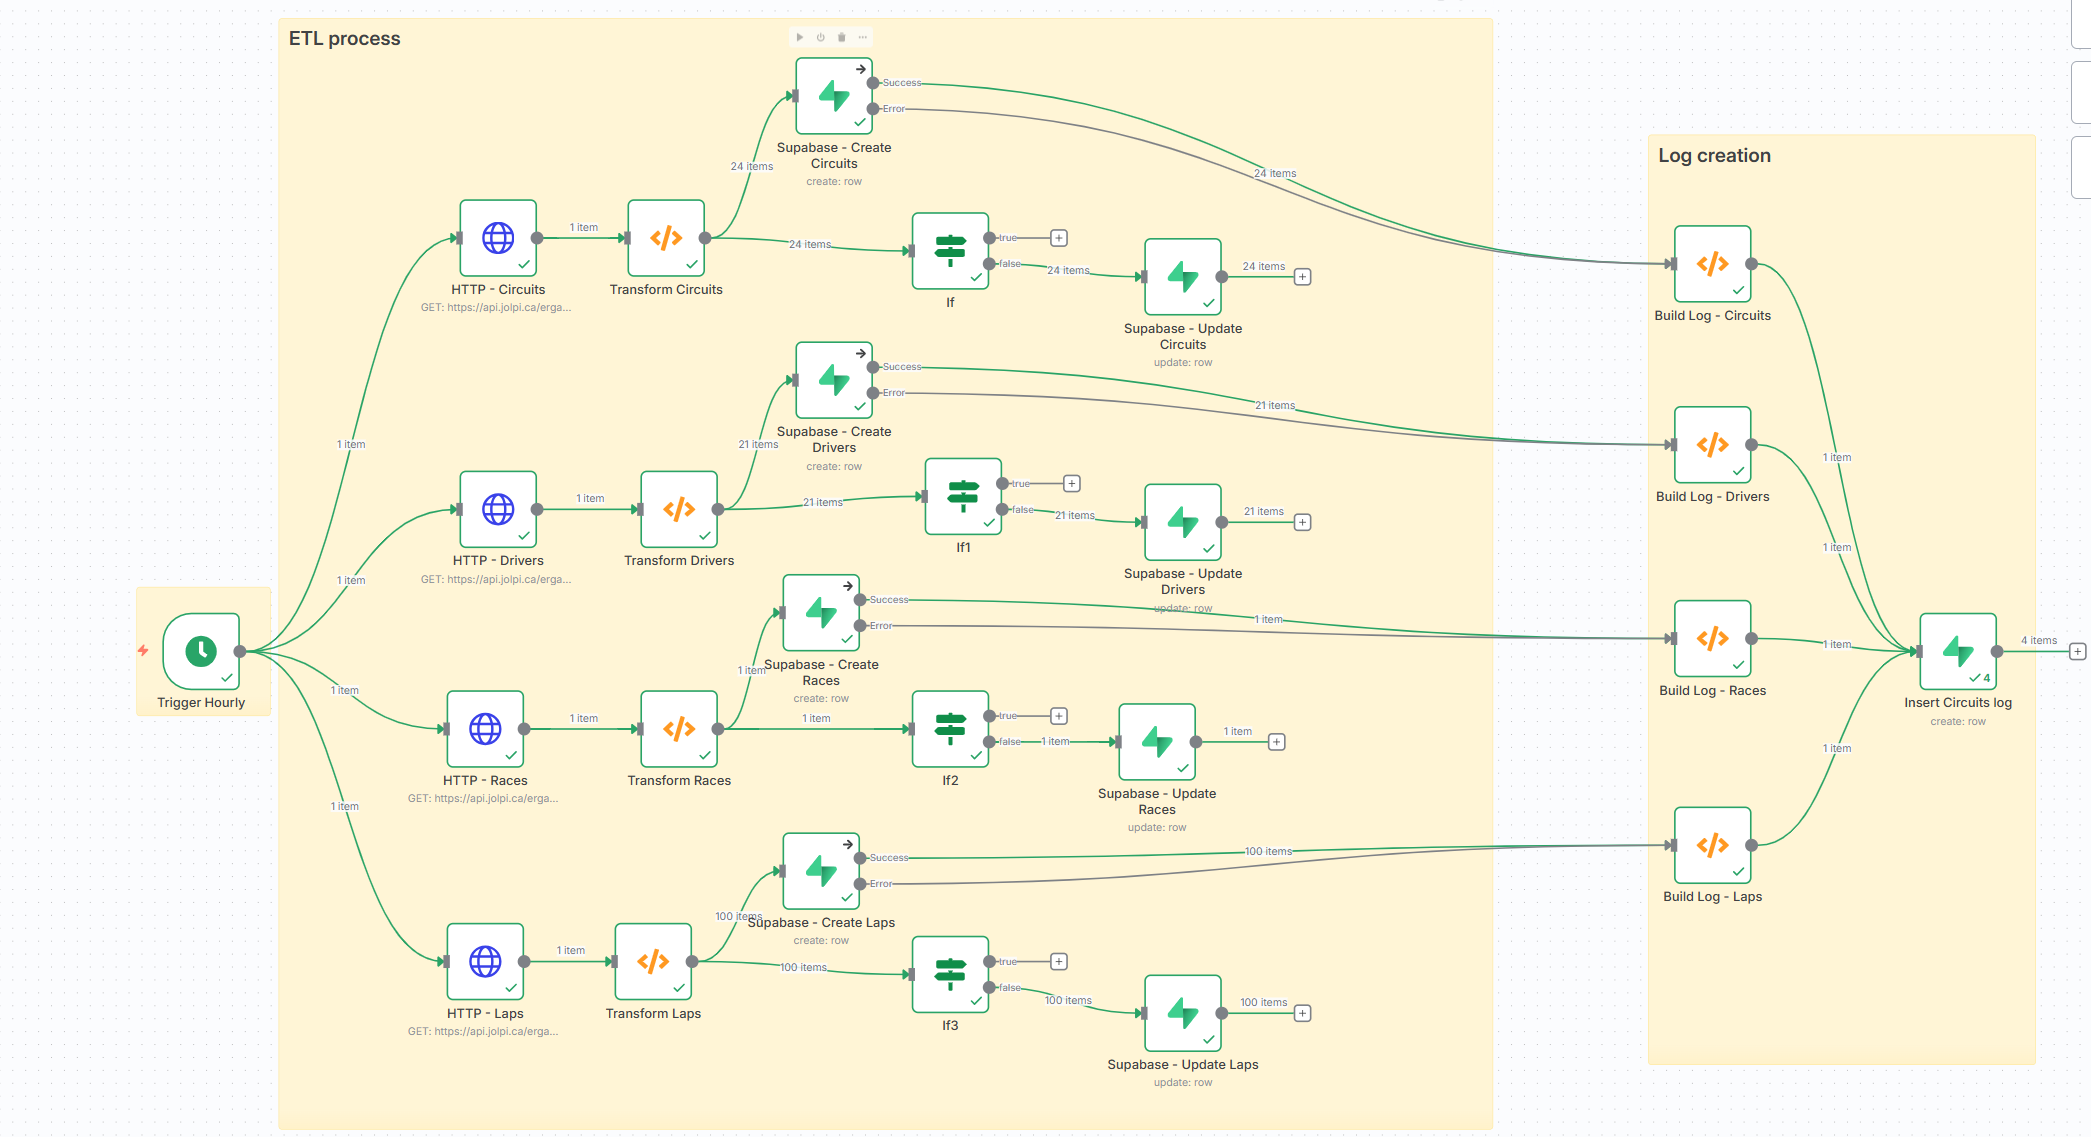 ETL process
Success
Error
Supabase - Create
Circuits
create: row
24 items
24 items
HTTP - Circuits
GET: https://api.jolpi.ca/erga...
1 item
Transform Circuits
24 items
If
true
false
24 items
Supabase - Update
Circuits
update: row
24 items
Success
Error
Supabase - Create
Drivers
create: row
21 items
21 items
1 item
HTTP - Drivers
GET: https://api.jolpi.ca/erga...
1 item
Transform Drivers
21 items
If1
true
false
21 items
Supabase - Update
Drivers
update: row
21 items
1 item
Trigger Hourly
Success
Error
Supabase - Create
Races
create: row
1 item
1 item
1 item
HTTP - Races
GET: https://api.jolpi.ca/erga...
1 item
Transform Races
1 item
If2
true
false
1 item
Supabase - Update
Races
update: row
1 item
1 item
Success
Error
Supabase - Create Laps
create: row
100 items
100 items
HTTP - Laps
GET: https://api.jolpi.ca/erga...
1 item
Transform Laps
100 items
If3
true
false
100 items
Supabase - Update Laps
update: row
100 items
Log creation
Build Log - Circuits
1 item
Build Log - Drivers
1 item
Build Log - Races
1 item
Build Log - Laps
1 item
4
Insert Circuits log
create: row
4 items